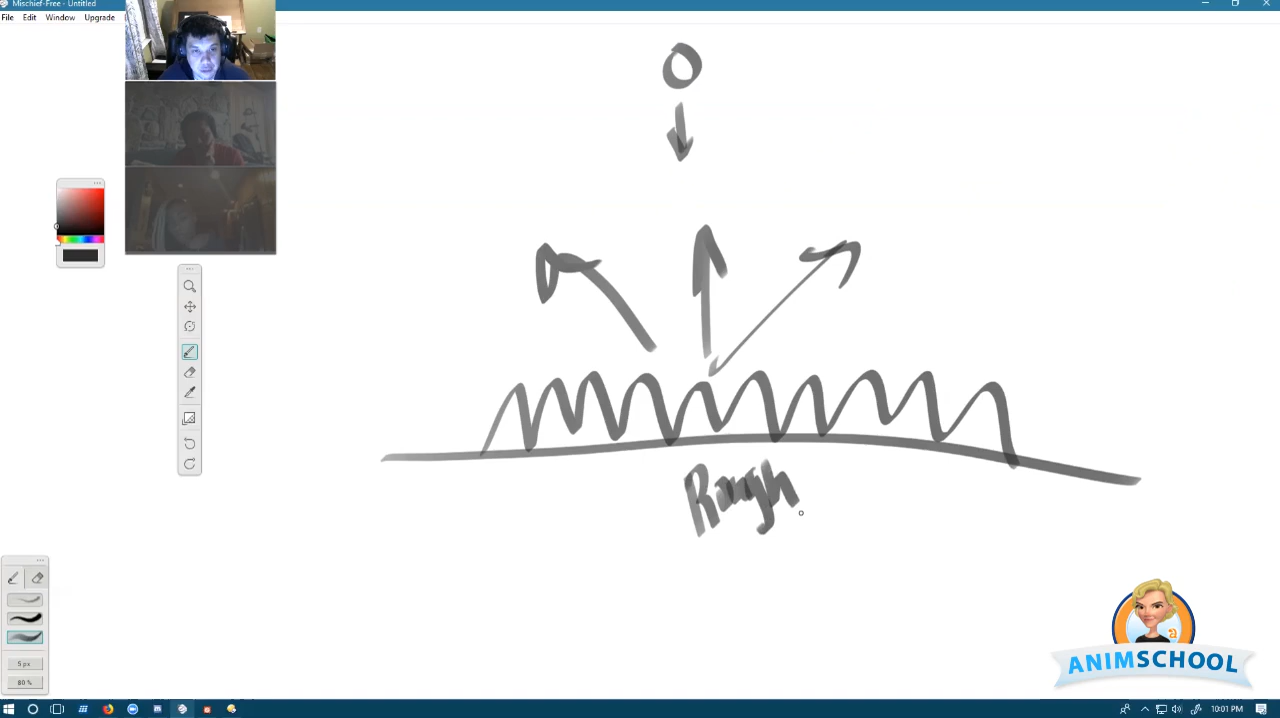 Mischief-Free - Untitled
File Edit Window Upgrade
Rough
5 px
80 %
a
ANIMSCHOOL
10:01 PM